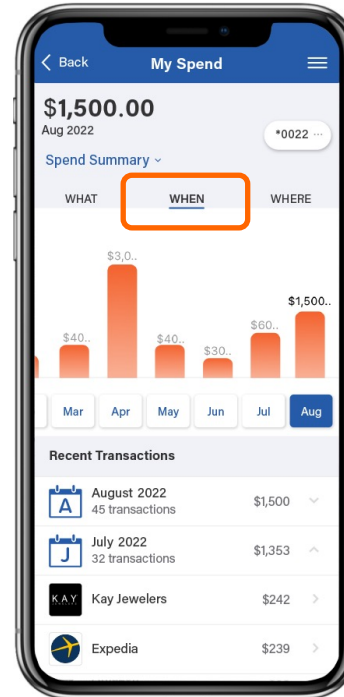 Back
My Spend
$1,500.00
Aug 2022
*0022 ...
Spend Summary
WHAT WHEN WHERE
$3,0..
$1,500..
$60..
$40.. $40..
$30..
Mar Apr May Jun Jul Aug
Recent Transactions
A
August 2022
45 transactions
$1,500
J
July 2022
32 transactions
$1,353
KAY
Kay Jewelers
$242
Expedia
$239